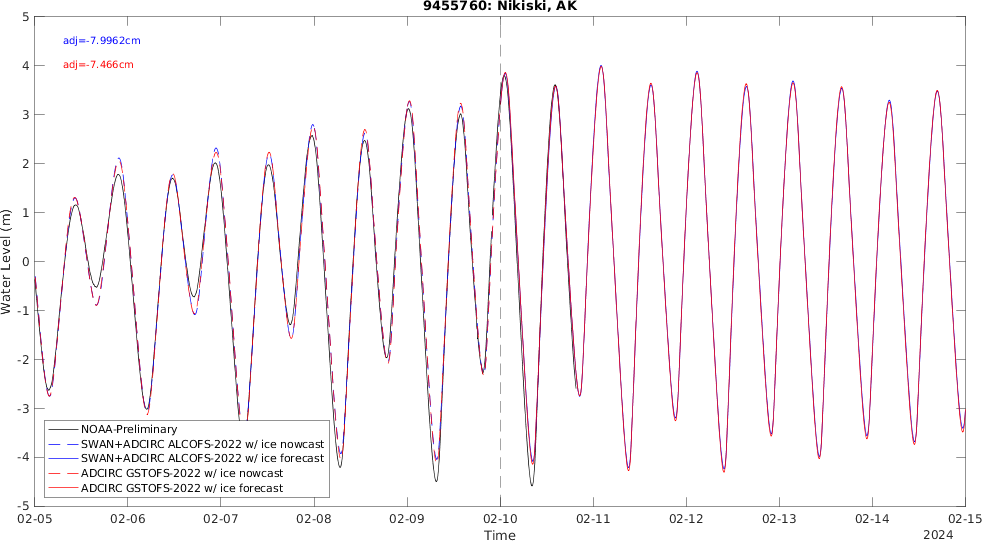 9455760: Nikiski, AK
adj=-7.9962cm
adj=-7.466cm
5
4
3
2
1
0
-1
-2
-3
-4
-5
Water Level (m)
NOAA-Preliminary
SWAN+ADCIRC ALCOFS-2022 w/ ice nowcast
SWAN+ADCIRC ALCOFS-2022 w/ ice forecast
ADCIRC GSTOFS-2022 w/ ice nowcast
ADCIRC GSTOFS-2022 w/ ice forecast
02-05 02-06 02-07 02-08 02-09 02-10 02-11 02-12 02-13 02-14 02-15
Time
2024